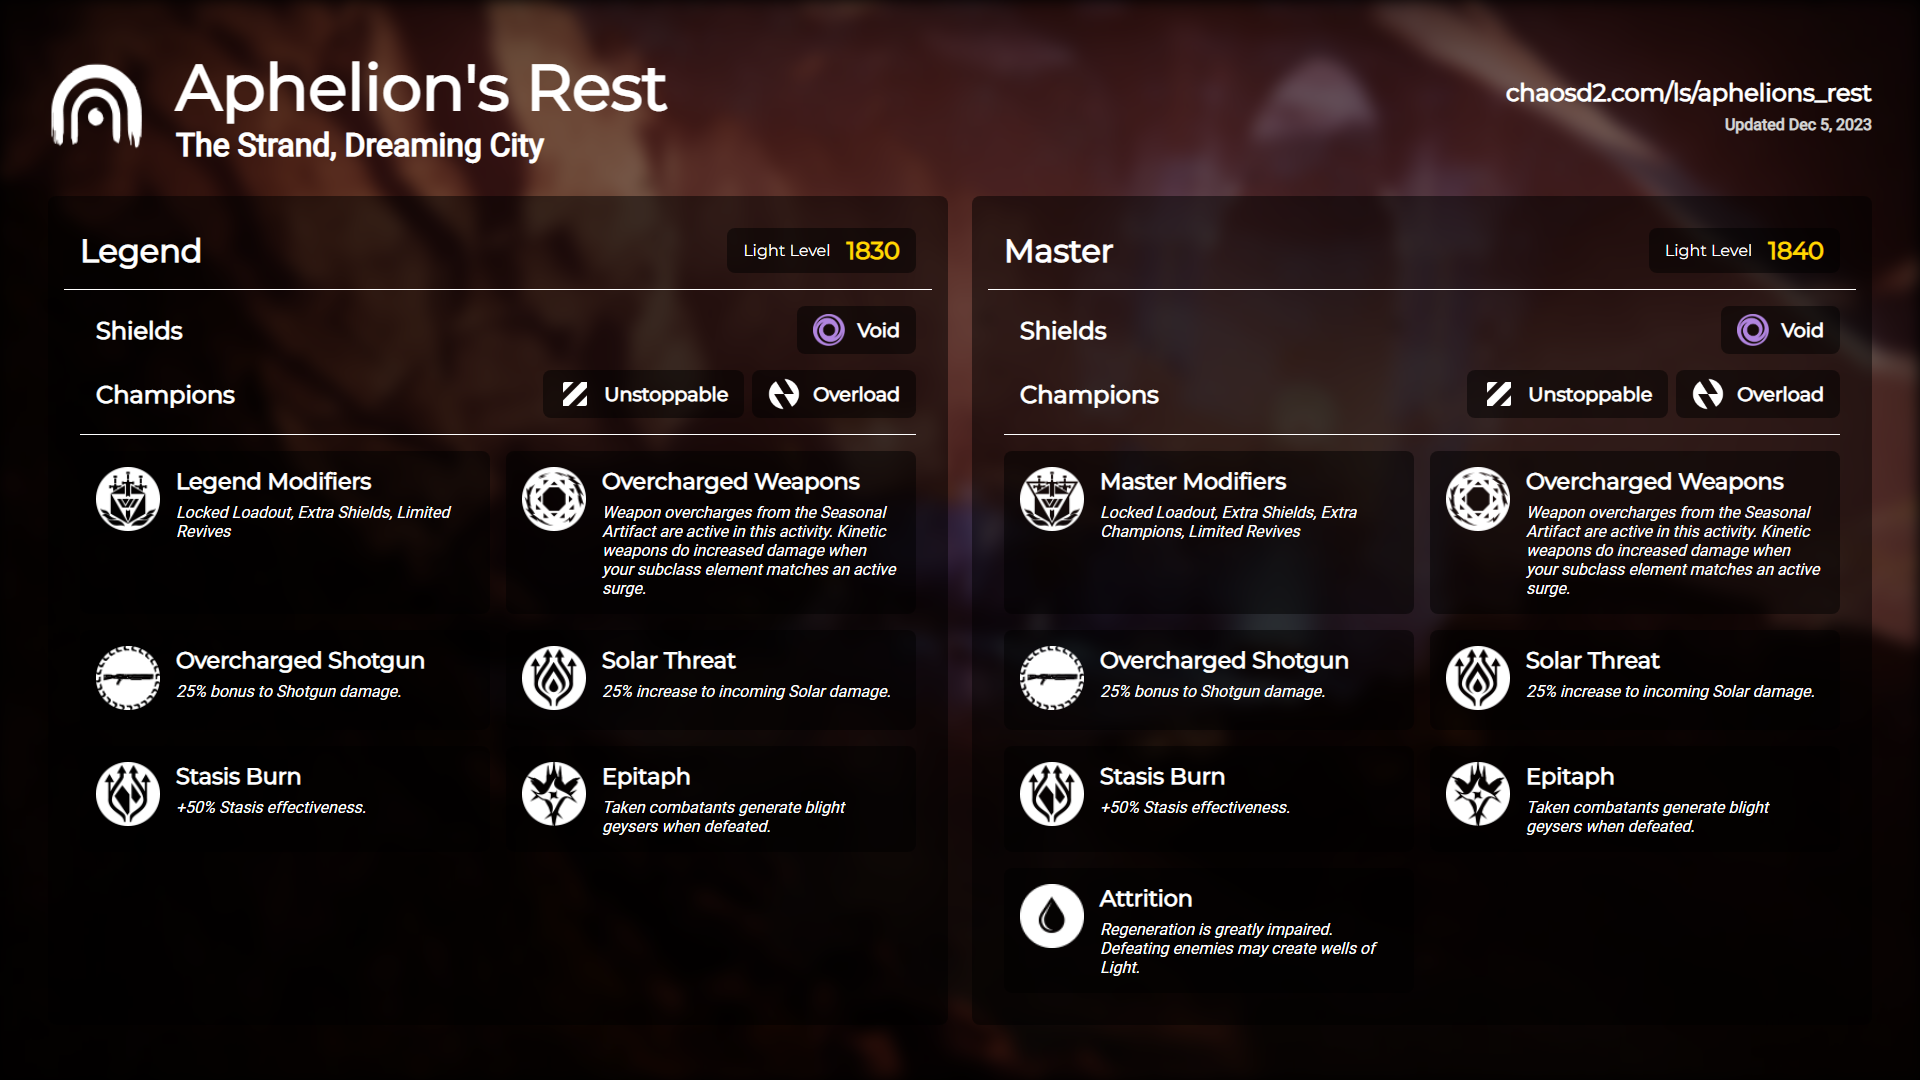 Aphelion's Rest
The Strand, Dreaming City
chaosd2.com/ls/aphelions_rest
Updated Dec 5, 2023
Legend
Light Level 1830
Shields
Void
Champions
Unstoppable
Overload
Legend Modifiers
Locked Loadout, Extra Shields, Limited
Revives
Overcharged Weapons
Weapon overcharges from the Seasonal
Artifact are active in this activity. Kinetic
weapons do increased damage when
your subclass element matches an active
surge.
Overcharged Shotgun
25% bonus to Shotgun damage.
Solar Threat
25% increase to incoming Solar damage.
Stasis Burn
+50% Stasis effectiveness.
Epitaph
Taken combatants generate blight
geysers when defeated.
Master
Light Level 1840
Shields
Void
Champions
Unstoppable
Overload
Master Modifiers
Locked Loadout, Extra Shields, Extra
Champions, Limited Revives
Overcharged Weapons
Weapon overcharges from the Seasonal
Artifact are active in this activity. Kinetic
weapons do increased damage when
your subclass element matches an active
surge.
Overcharged Shotgun
25% bonus to Shotgun damage.
Solar Threat
25% increase to incoming Solar damage.
Stasis Burn
+50% Stasis effectiveness.
Epitaph
Taken combatants generate blight
geysers when defeated.
Attrition
Regeneration is greatly impaired.
Defeating enemies may create wells of
Light.